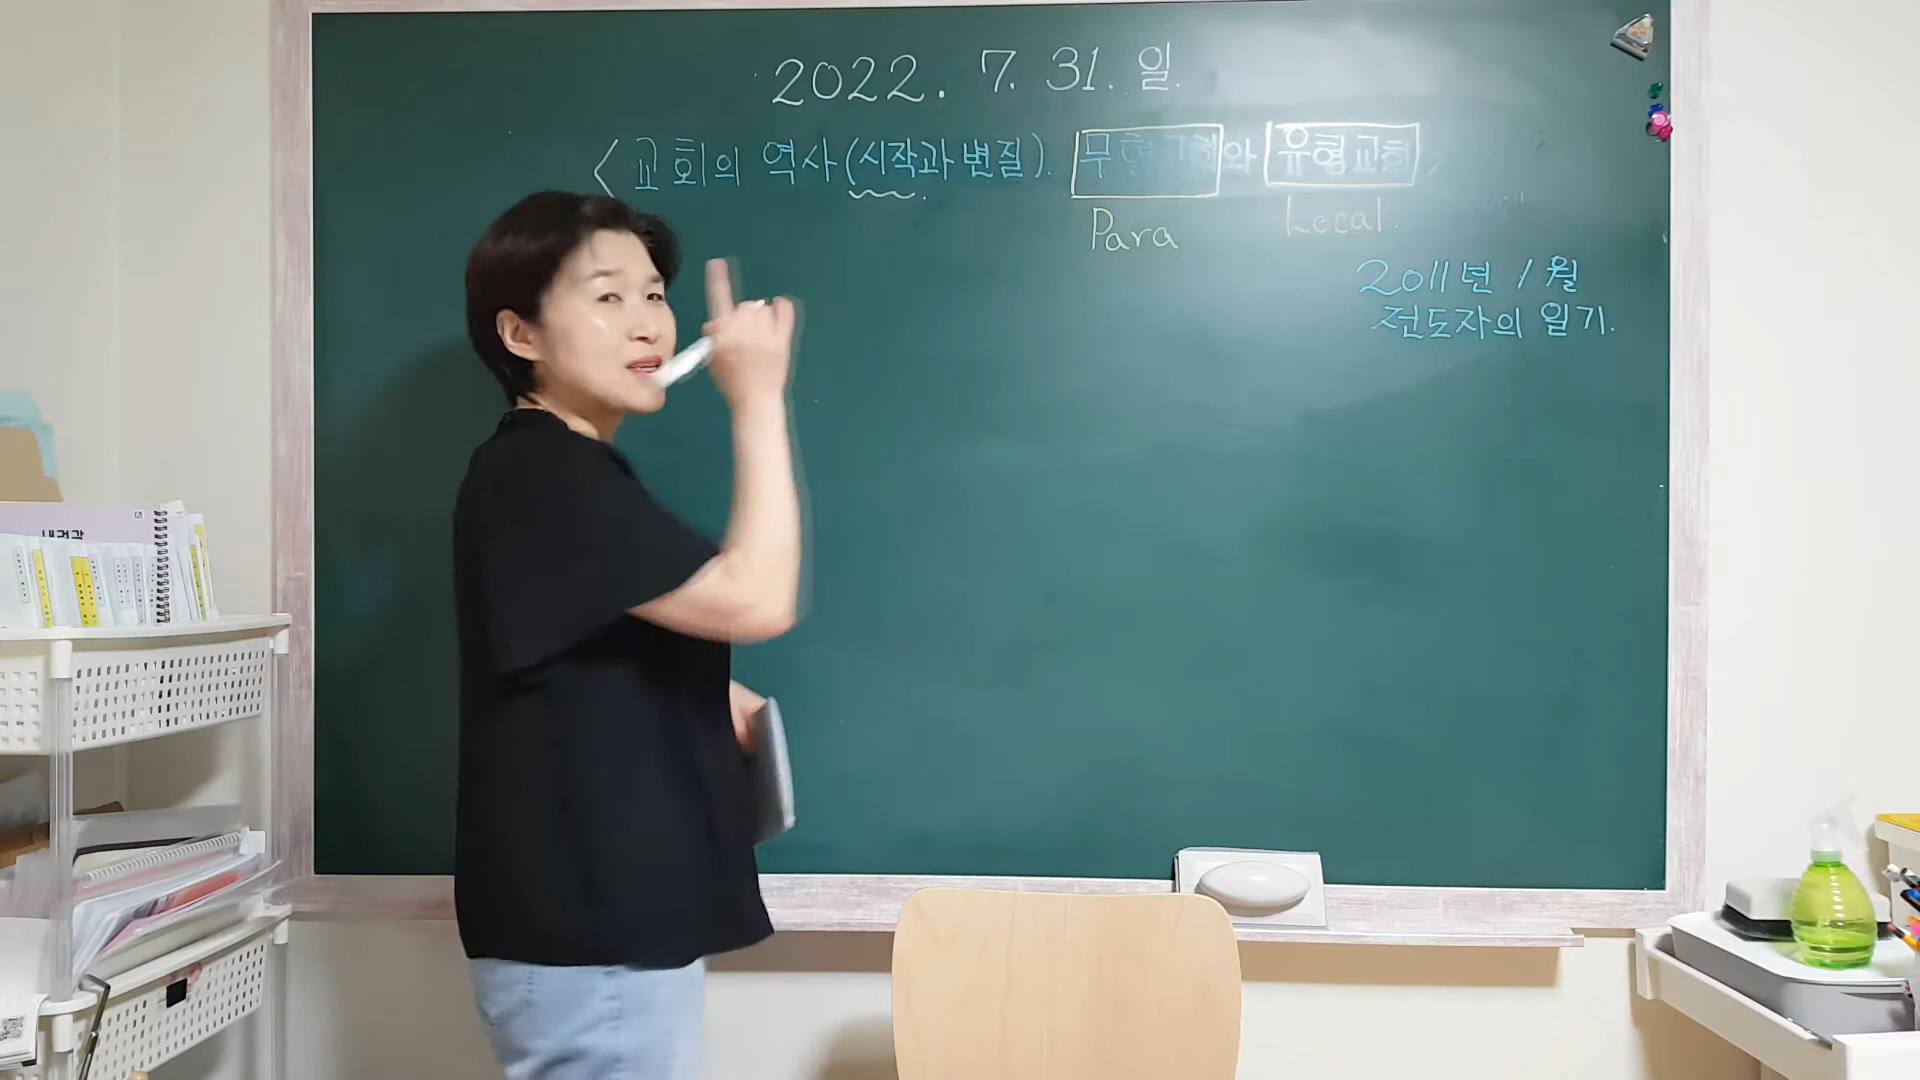 2022. 7. 31. 일.
<교회의 역사(시작과 변질). 무형교회와 유형교회>
Para Local.
2011년 1월
전도자의 일기.